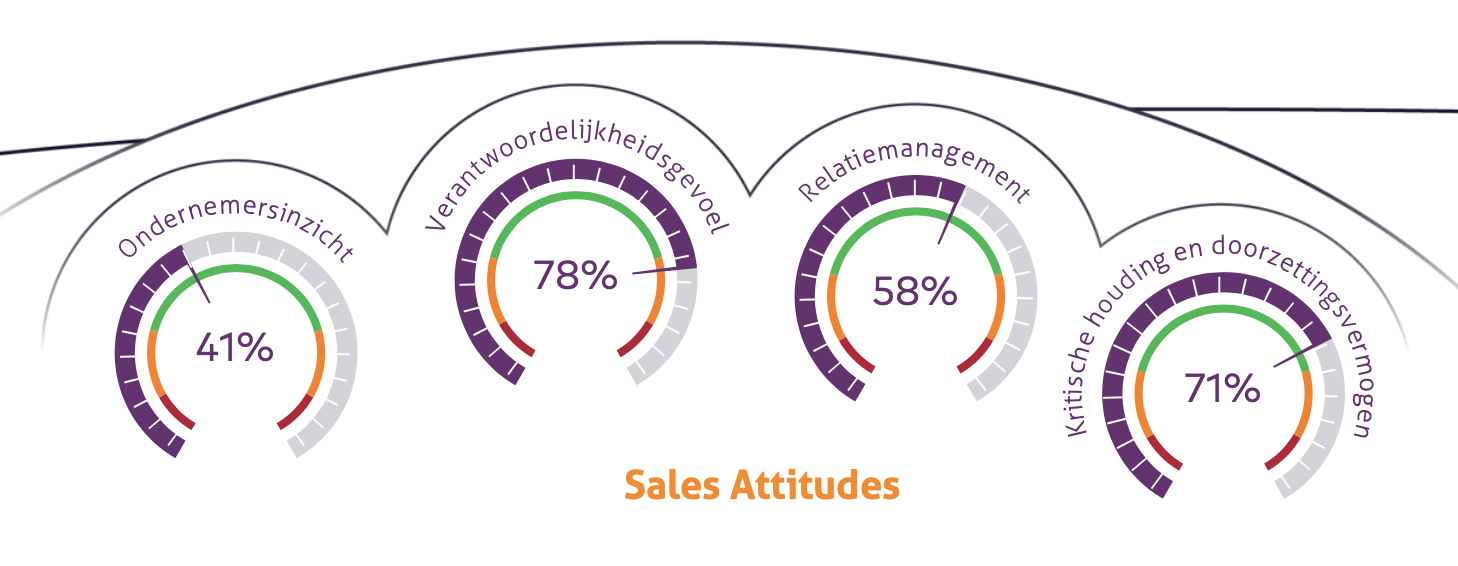 Ondernemersinzicht
41%
Verantwoordelijkheidsgevoel
78%
Relatiemanagement
58%
Kritische houding en doorzettingsvermogen
71%
Sales Attitudes